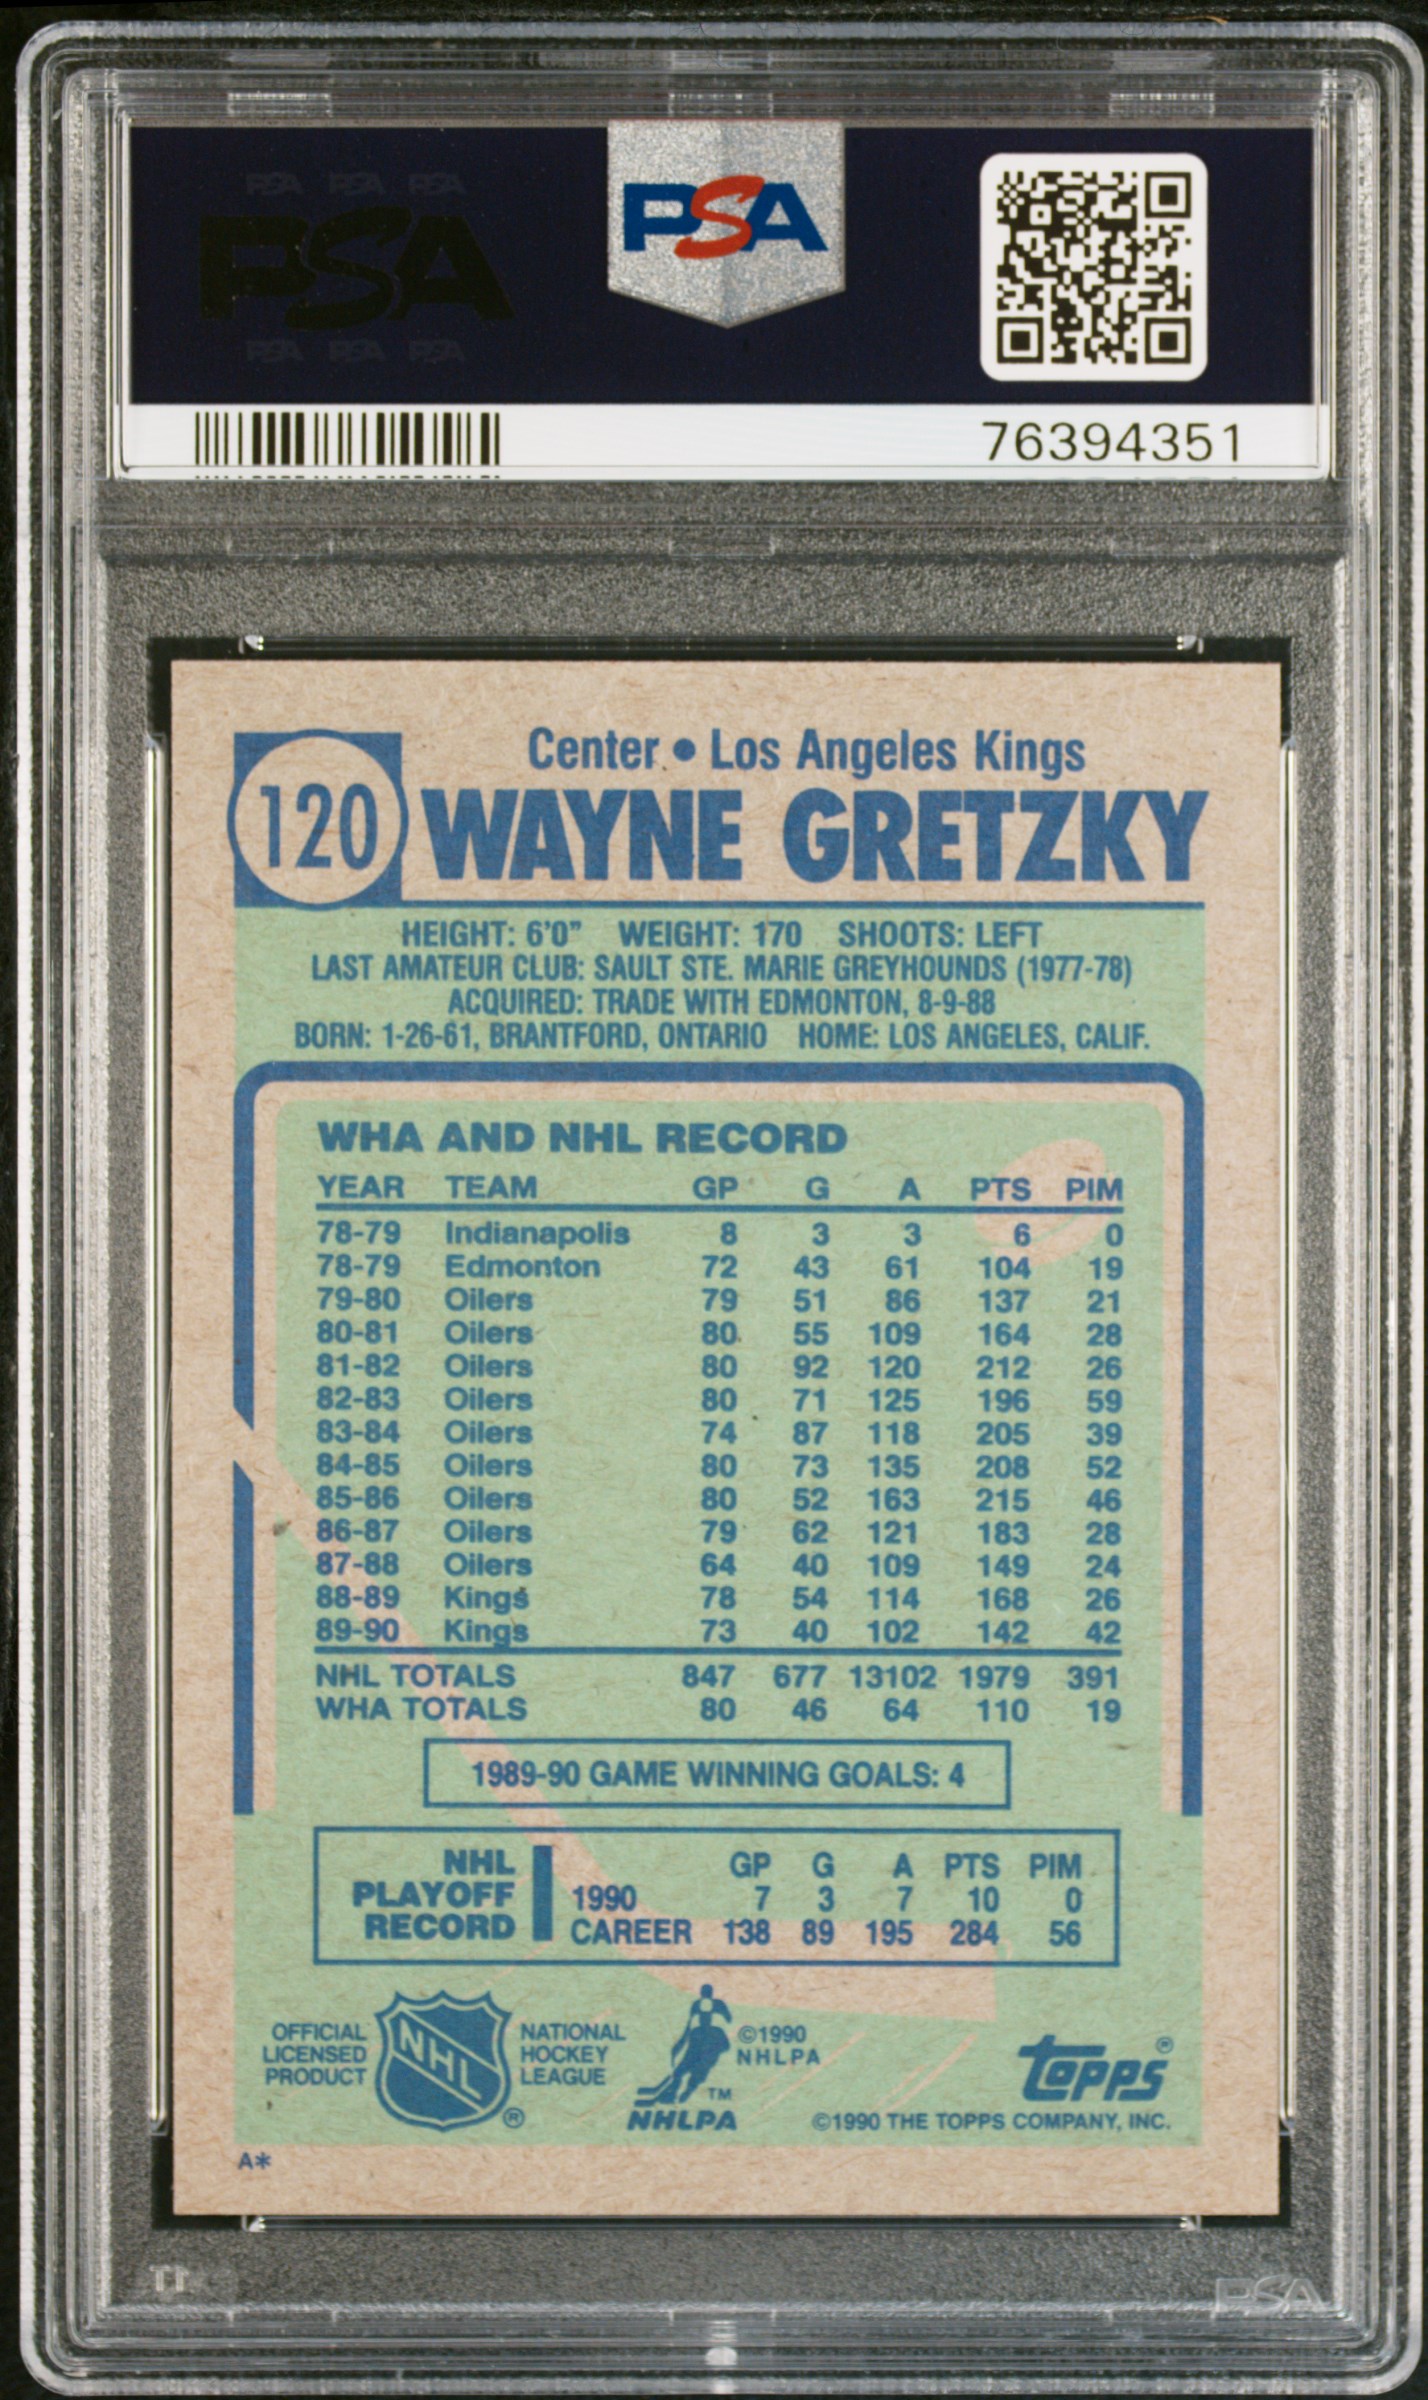 PSA PSA PSA
PSA
PSA PSA PSA
PSA
76394351
120
Center • Los Angeles Kings
WAYNE GRETZKY
HEIGHT: 6'0" WEIGHT: 170 SHOOTS: LEFT
LAST AMATEUR CLUB: SAULT STE. MARIE GREYHOUNDS (1977-78)
ACQUIRED: TRADE WITH EDMONTON, 8-9-88
BORN: 1-26-61, BRANTFORD, ONTARIO HOME: LOS ANGELES, CALIF.
WHA AND NHL RECORD
YEAR TEAM GP G A PTS PIM
78-79 Indianapolis 8 3 3 6 0
78-79 Edmonton 72 43 61 104 19
79-80 Oilers 79 51 86 137 21
80-81 Oilers 80 55 109 164 28
81-82 Oilers 80 92 120 212 26
82-83 Oilers 80 71 125 196 59
83-84 Oilers 74 87 118 205 39
84-85 Oilers 80 73 135 208 52
85-86 Oilers 80 52 163 215 46
86-87 Oilers 79 62 121 183 28
87-88 Oilers 64 40 109 149 24
88-89 Kings 78 54 114 168 26
89-90 Kings 73 40 102 142 42
NHL TOTALS 847 677 13102 1979 391
WHA TOTALS 80 46 64 110 19
1989-90 GAME WINNING GOALS: 4
NHL PLAYOFF RECORD
GP G A PTS PIM
1990 7 3 7 10 0
CAREER 138 89 195 284 56
OFFICIAL LICENSED PRODUCT
NHL
®
NATIONAL HOCKEY LEAGUE
TM
NHLPA
©1990 NHLPA
topps®
©1990 THE TOPPS COMPANY, INC.
A*
PSA